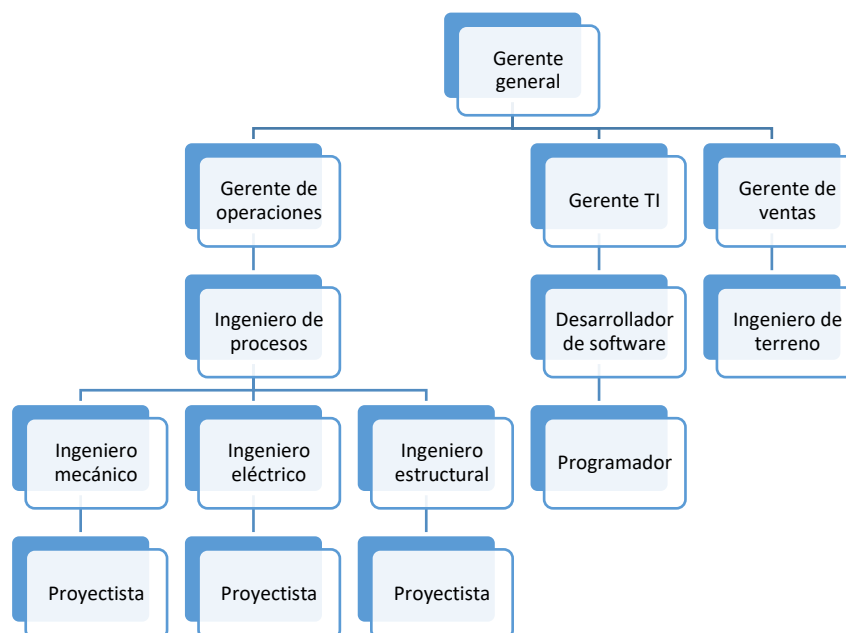 Gerente
general
Gerente de
operaciones
Gerente TI
Gerente de
ventas
Ingeniero de
procesos
Desarrollador
de software
Ingeniero de
terreno
Ingeniero
mecánico
Ingeniero
eléctrico
Ingeniero
estructural
Programador
Proyectista
Proyectista
Proyectista